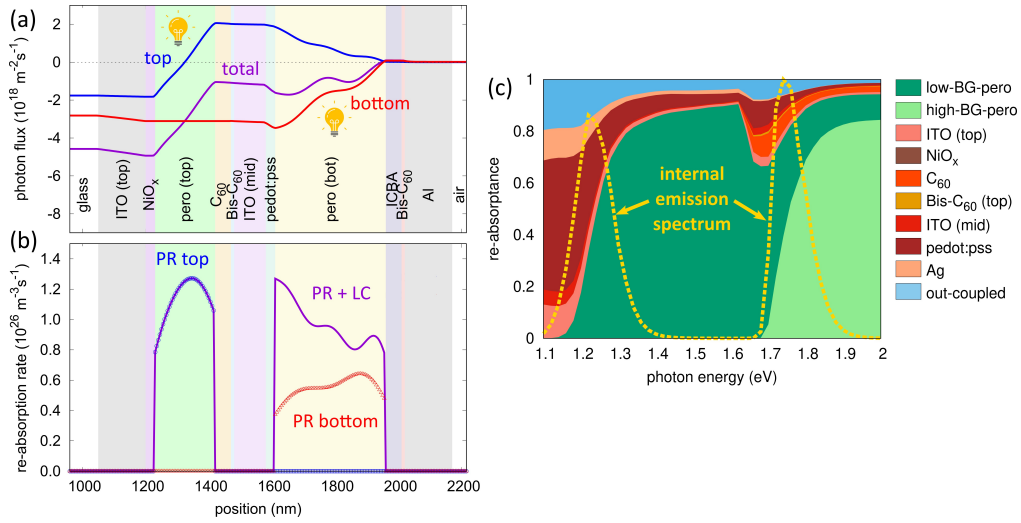 (a)
photon flux (10^18 m^-2 s^-1)
2
0
-2
-4
-6
-8
top
total
bottom
glass
ITO (top)
NiOx
pero (top)
C60
Bis-C60
ITO (mid)
pedot:pss
pero (bot)
ICBA
Bis-C60
Al
air
(b)
re-absorption rate (10^26 m^-3 s^-1)
1.4
1.2
1.0
0.8
0.6
0.4
0.2
0.0
PR top
PR + LC
PR bottom
1000 1200 1400 1600 1800 2000 2200
position (nm)
(c)
re-absorptance
1
0.8
0.6
0.4
0.2
0
internal
emission
spectrum
1.1 1.2 1.3 1.4 1.5 1.6 1.7 1.8 1.9 2
photon energy (eV)
low-BG-pero
high-BG-pero
ITO (top)
NiOx
C60
Bis-C60 (top)
ITO (mid)
pedot:pss
Ag
out-coupled